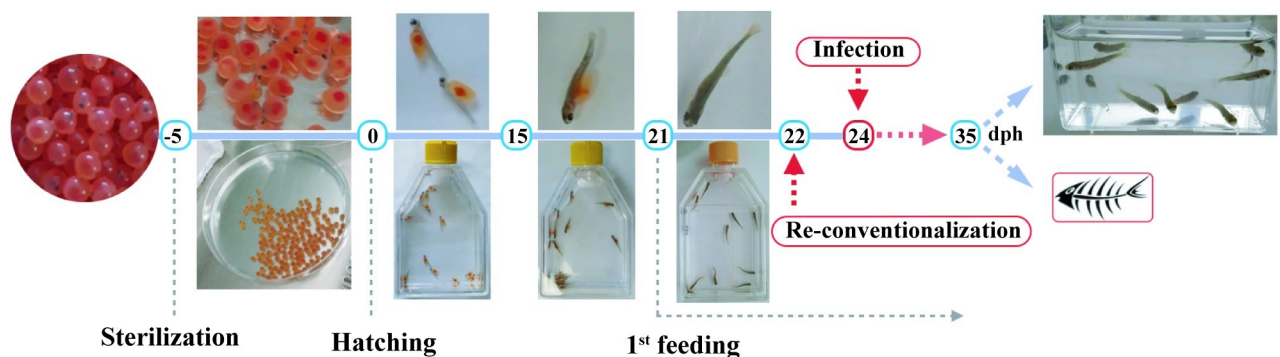 Infection
-5
0
15
21
22
24
35
dph
Re-conventionalization
Sterilization
Hatching
1st feeding